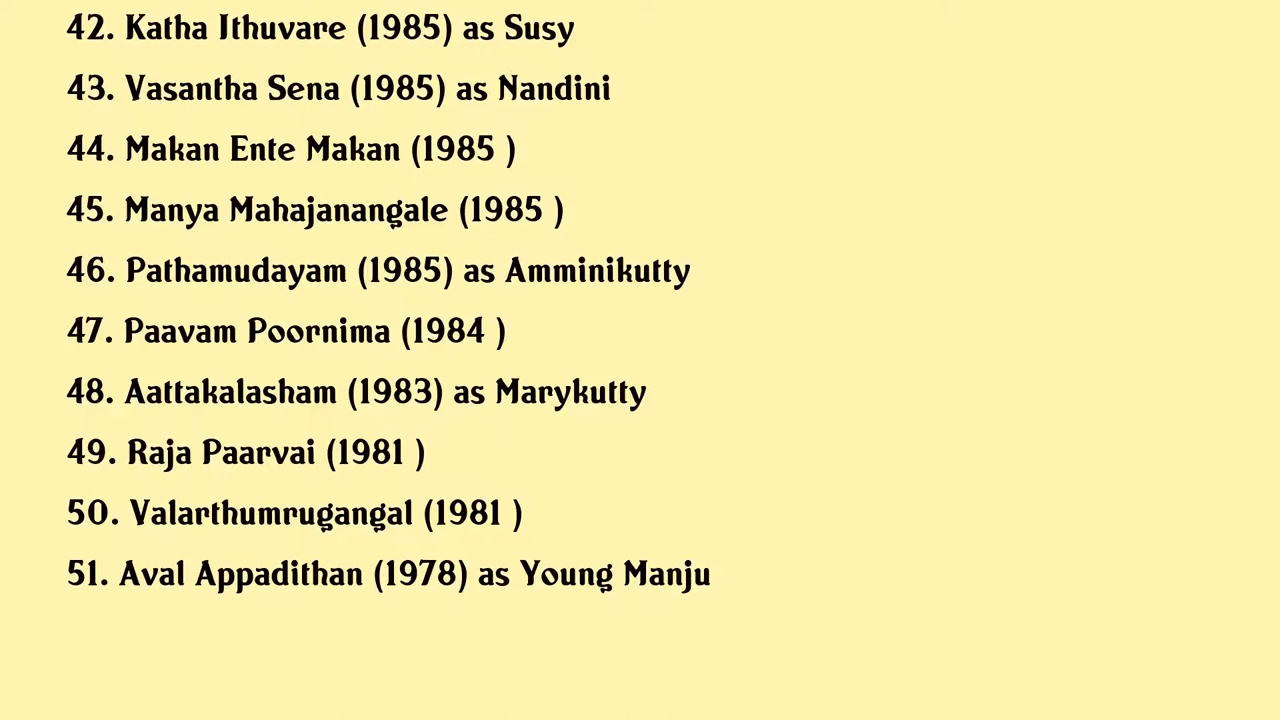 42. Katha Ithuvare (1985) as Susy
43. Vasantha Sena (1985) as Nandini
44. Makan Ente Makan (1985 )
45. Manya Mahajanangale (1985 )
46. Pathamudayam (1985) as Amminikutty
47. Paavam Poornima (1984 )
48. Aattakalasham (1983) as Marykutty
49. Raja Paarvai (1981 )
50. Valarthumrugangal (1981 )
51. Aval Appadithan (1978) as Young Manju